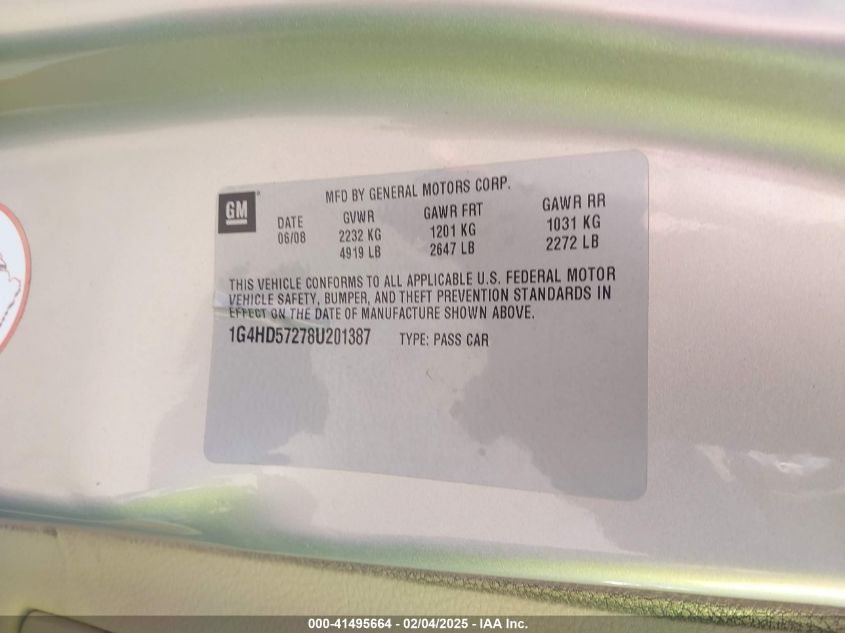 GM
MFD BY GENERAL MOTORS CORP.
DATE GVWR GAWR FRT GAWR RR
06/08 2232 KG 1201 KG 1031 KG
4919 LB 2647 LB 2272 LB
THIS VEHICLE CONFORMS TO ALL APPLICABLE U.S. FEDERAL MOTOR
VEHICLE SAFETY, BUMPER, AND THEFT PREVENTION STANDARDS IN
EFFECT ON THE DATE OF MANUFACTURE SHOWN ABOVE.
1G4HD57278U201387 TYPE: PASS CAR
000-41495664 - 02/04/2025 - IAA Inc.